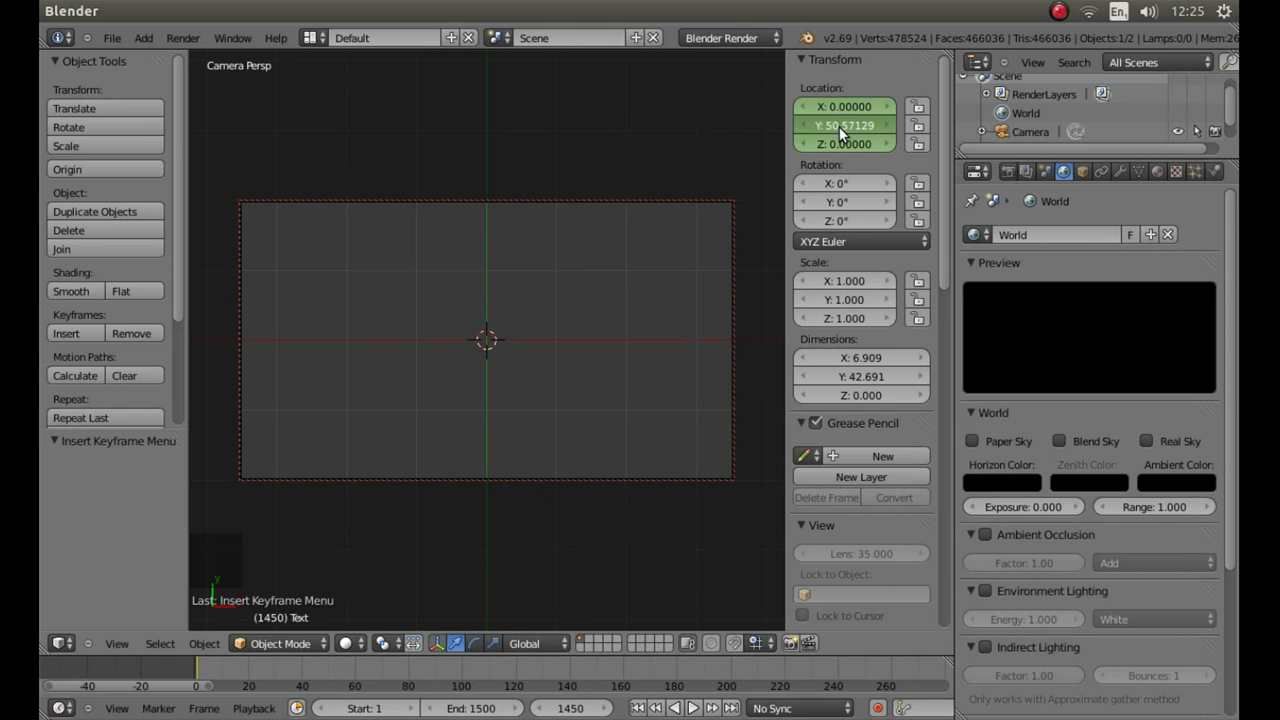 Blender
En1
12:25
File Add Render Window Help
Default
Scene
Blender Render
v2.69 | Verts:478524 | Faces:466036 | Tris:466036 | Objects:1/2 | Lamps:0/0 | Mem:26
Object Tools
Transform:
Translate
Rotate
Scale
Origin
Object:
Duplicate Objects
Delete
Join
Shading:
Smooth Flat
Keyframes:
Insert Remove
Motion Paths:
Calculate Clear
Repeat:
Repeat Last
Insert Keyframe Menu
Camera Persp
y
Last: Insert Keyframe Menu
(1450) Text
Transform
Location:
X: 0.00000
Y: 50.57129
Z: 0.00000
Rotation:
X: 0°
Y: 0°
Z: 0°
XYZ Euler
Scale:
X: 1.000
Y: 1.000
Z: 1.000
Dimensions:
X: 6.909
Y: 42.691
Z: 0.000
Grease Pencil
New
New Layer
Delete Frame Convert
View
Lens: 35.000
Lock to Object:
Lock to Cursor
View Search All Scenes
Scene
RenderLayers
World
Camera
World
World F
Preview
World
Paper Sky Blend Sky Real Sky
Horizon Color: Zenith Color: Ambient Color:
Exposure: 0.000 Range: 1.000
Ambient Occlusion
Factor: 1.00 Add
Environment Lighting
Energy: 1.000 White
Indirect Lighting
Factor: 1.00 Bounces: 1
Only works with Approximate gather method
View Select Object Object Mode Global
-40 -20 0 20 40 60 80 100 120 140 160 180 200 220 240 260
View Marker Frame Playback Start: 1 End: 1500 1450 No Sync